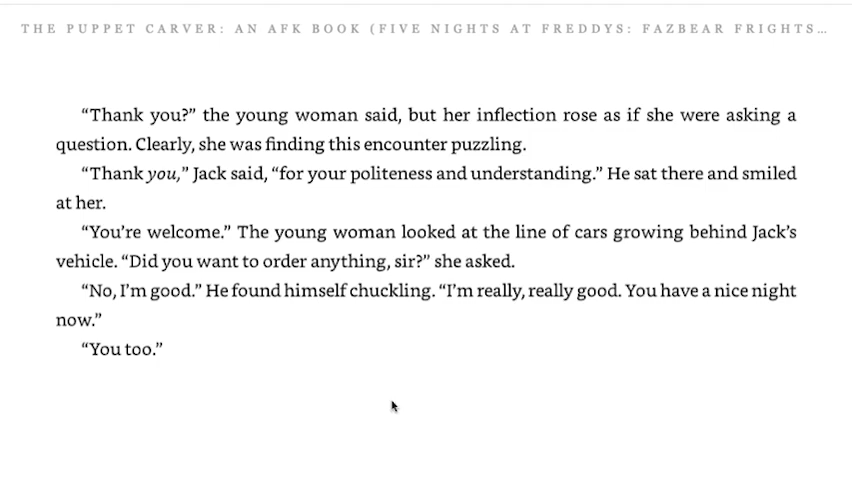 THE PUPPET CARVER: AN AFK BOOK (FIVE NIGHTS AT FREDDYS: FAZBEAR FRIGHTS…
“Thank you?” the young woman said, but her inflection rose as if she were asking a
question. Clearly, she was finding this encounter puzzling.
“Thank you,” Jack said, “for your politeness and understanding.” He sat there and smiled
at her.
“You’re welcome.” The young woman looked at the line of cars growing behind Jack’s
vehicle. “Did you want to order anything, sir?” she asked.
“No, I’m good.” He found himself chuckling. “I’m really, really good. You have a nice night
now.”
“You too.”